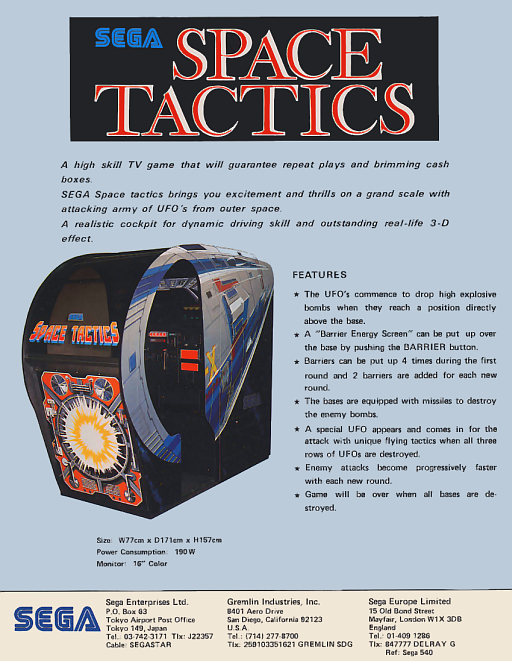 SEGA SPACE
TACTICS
A high skill TV game that will guarantee repeat plays and brimming cash
boxes.
SEGA Space tactics brings you excitement and thrills on a grand scale with
attacking army of UFO's from outer space.
A realistic cockpit for dynamic driving skill and outstanding real-life 3-D
effect.
SEGA
SPACE TACTICS
FEATURES
★ The UFO's commence to drop high explosive
bombs when they reach a position directly
above the base.
★ A "Barrier Energy Screen" can be put up over
the base by pushing the BARRIER button.
★ Barriers can be put up 4 times during the first
round and 2 barriers are added for each new
round.
★ The bases are equipped with missiles to destroy
the enemy bombs.
★ A special UFO appears and comes in for the
attack with unique flying tactics when all three
rows of UFOs are destroyed.
★ Enemy attacks become progressively faster
with each new round.
★ Game will be over when all bases are de-
stroyed.
Size: W77cm x D171cm x H157cm
Power Consumption: 190W
Monitor: 16" Color
SEGA
Sega Enterprises Ltd.
P.O. Box 63
Tokyo Airport Post Office
Tokyo 149, Japan
Tel.: 03-742-3171 Tlx: J22357
Cable: SEGASTAR
Gremlin Industries, Inc.
8401 Aero Drive
San Diego, California 92123
U.S.A.
Tel.: (714) 277-8700
Tlx: 259103351621 GREMLIN SDG
Sega Europe Limited
15 Old Bond Street
Mayfair, London W1X 3DB
England
Tel.: 01-409 1286
Tlx: 847777 DELRAY G
Ref: Sega 540